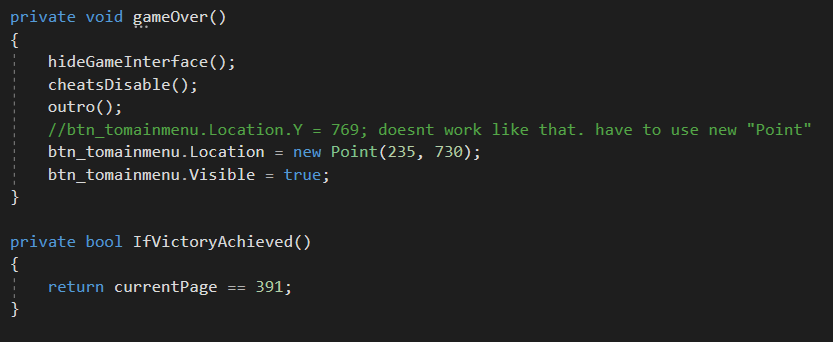 private void gameOver()
{
hideGameInterface();
cheatsDisable();
outro();
//btn_tomainmenu.Location.Y = 769; doesnt work like that. have to use new "Point"
btn_tomainmenu.Location = new Point(235, 730);
btn_tomainmenu.Visible = true;
}
private bool IfVictoryAchieved()
{
return currentPage == 391;
}